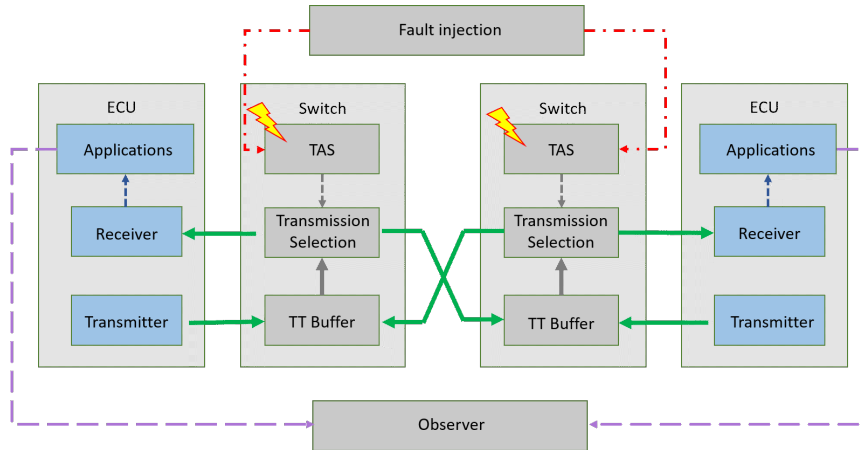 Fault injection
ECU
Applications
Receiver
Transmitter
Switch
TAS
Transmission
Selection
TT Buffer
Switch
TAS
Transmission
Selection
TT Buffer
ECU
Applications
Receiver
Transmitter
Observer